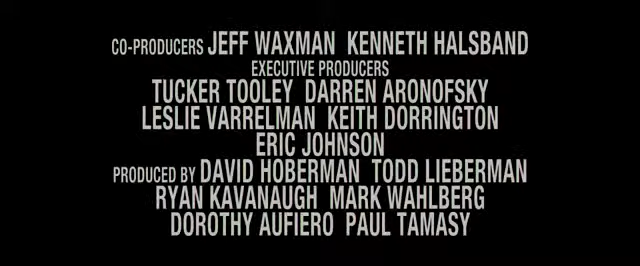 CO-PRODUCERS JEFF WAXMAN KENNETH HALSBAND
EXECUTIVE PRODUCERS
TUCKER TOOLEY DARREN ARONOFSKY
LESLIE VARRELMAN KEITH DORRINGTON
ERIC JOHNSON
PRODUCED BY DAVID HOBERMAN TODD LIEBERMAN
RYAN KAVANAUGH MARK WAHLBERG
DOROTHY AUFIERO PAUL TAMASY